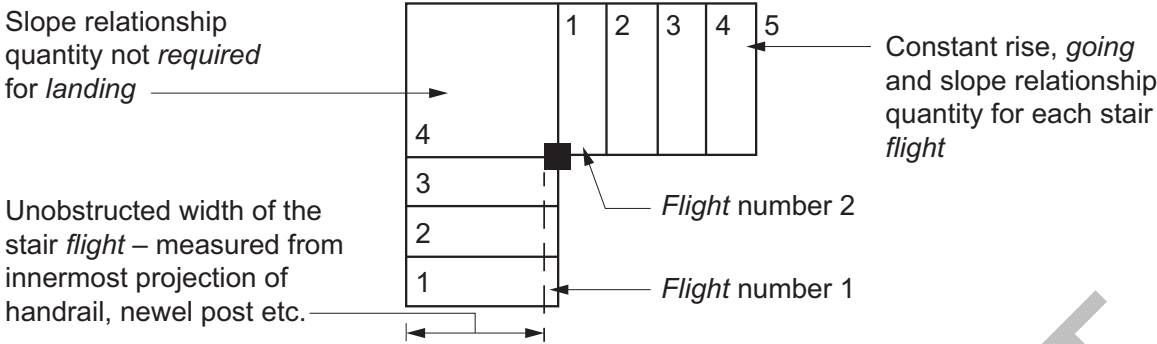 Slope relationship
quantity not required
for landing
1 2 3 4 5
Constant rise, going
and slope relationship
quantity for each stair
flight
4
3
2
1
Unobstructed width of the
stair flight – measured from
innermost projection of
handrail, newel post etc.
Flight number 2
Flight number 1